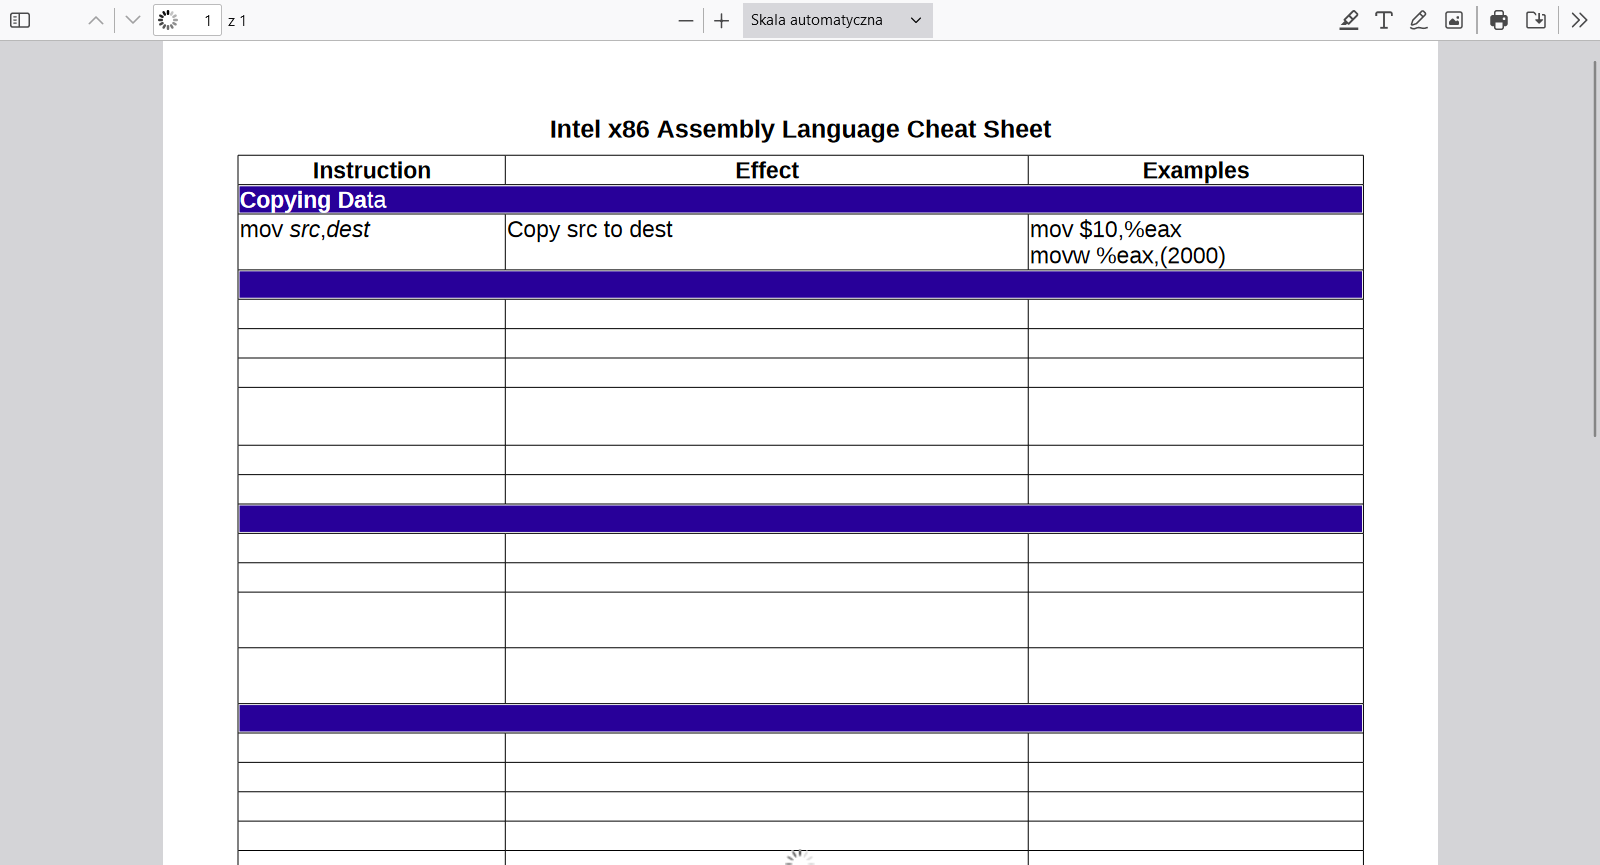 1 z 1
Skala automatyczna
Intel x86 Assembly Language Cheat Sheet
Instruction Effect Examples
Copying Data
mov src,dest Copy src to dest mov $10,%eax
movw %eax,(2000)